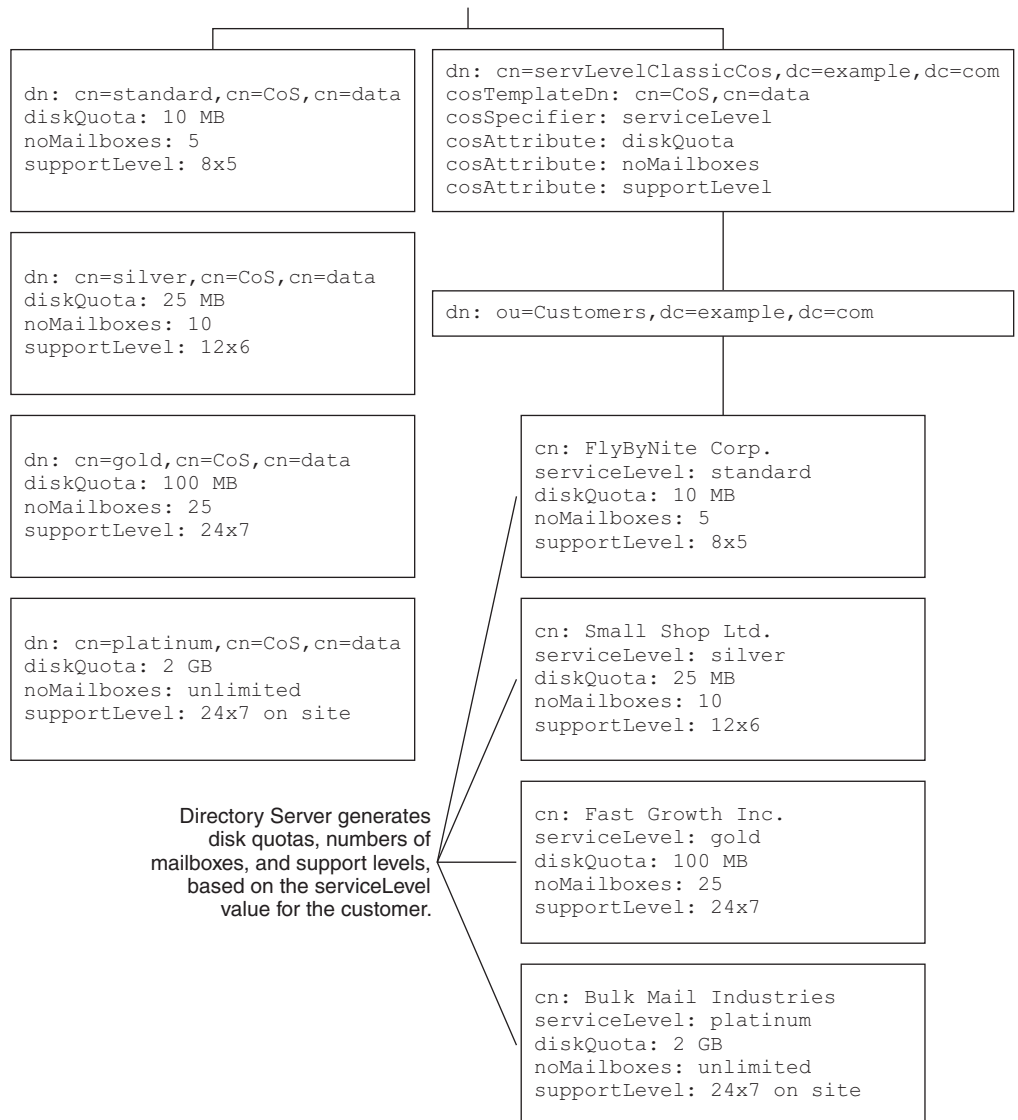 dn: cn=standard,cn=CoS,cn=data
diskQuota: 10 MB
noMailboxes: 5
supportLevel: 8x5
dn: cn=silver,cn=CoS,cn=data
diskQuota: 25 MB
noMailboxes: 10
supportLevel: 12x6
dn: cn=gold,cn=CoS,cn=data
diskQuota: 100 MB
noMailboxes: 25
supportLevel: 24x7
dn: cn=platinum,cn=CoS,cn=data
diskQuota: 2 GB
noMailboxes: unlimited
supportLevel: 24x7 on site
dn: cn=servLevelClassicCos,dc=example,dc=com
cosTemplateDn: cn=CoS,cn=data
cosSpecifier: serviceLevel
cosAttribute: diskQuota
cosAttribute: noMailboxes
cosAttribute: supportLevel
dn: ou=Customers,dc=example,dc=com
cn: FlyByNite Corp.
serviceLevel: standard
diskQuota: 10 MB
noMailboxes: 5
supportLevel: 8x5
cn: Small Shop Ltd.
serviceLevel: silver
diskQuota: 25 MB
noMailboxes: 10
supportLevel: 12x6
cn: Fast Growth Inc.
serviceLevel: gold
diskQuota: 100 MB
noMailboxes: 25
supportLevel: 24x7
cn: Bulk Mail Industries
serviceLevel: platinum
diskQuota: 2 GB
noMailboxes: unlimited
supportLevel: 24x7 on site
Directory Server generates
disk quotas, numbers of
mailboxes, and support levels,
based on the serviceLevel
value for the customer.